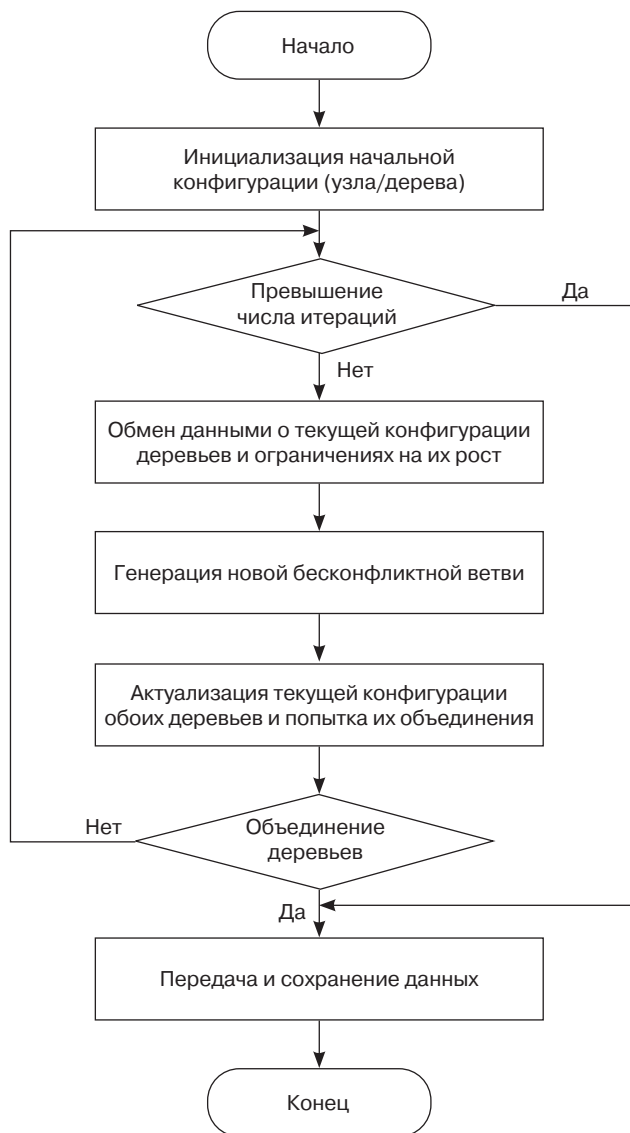 Начало
Инициализация начальной
конфигурации (узла/дерева)
Превышение
числа итераций
Да
Нет
Обмен данными о текущей конфигурации
деревьев и ограничениях на их рост
Генерация новой бесконфликтной ветви
Актуализация текущей конфигурации
обоих деревьев и попытка их объединения
Нет
Объединение
деревьев
Да
Передача и сохранение данных
Конец